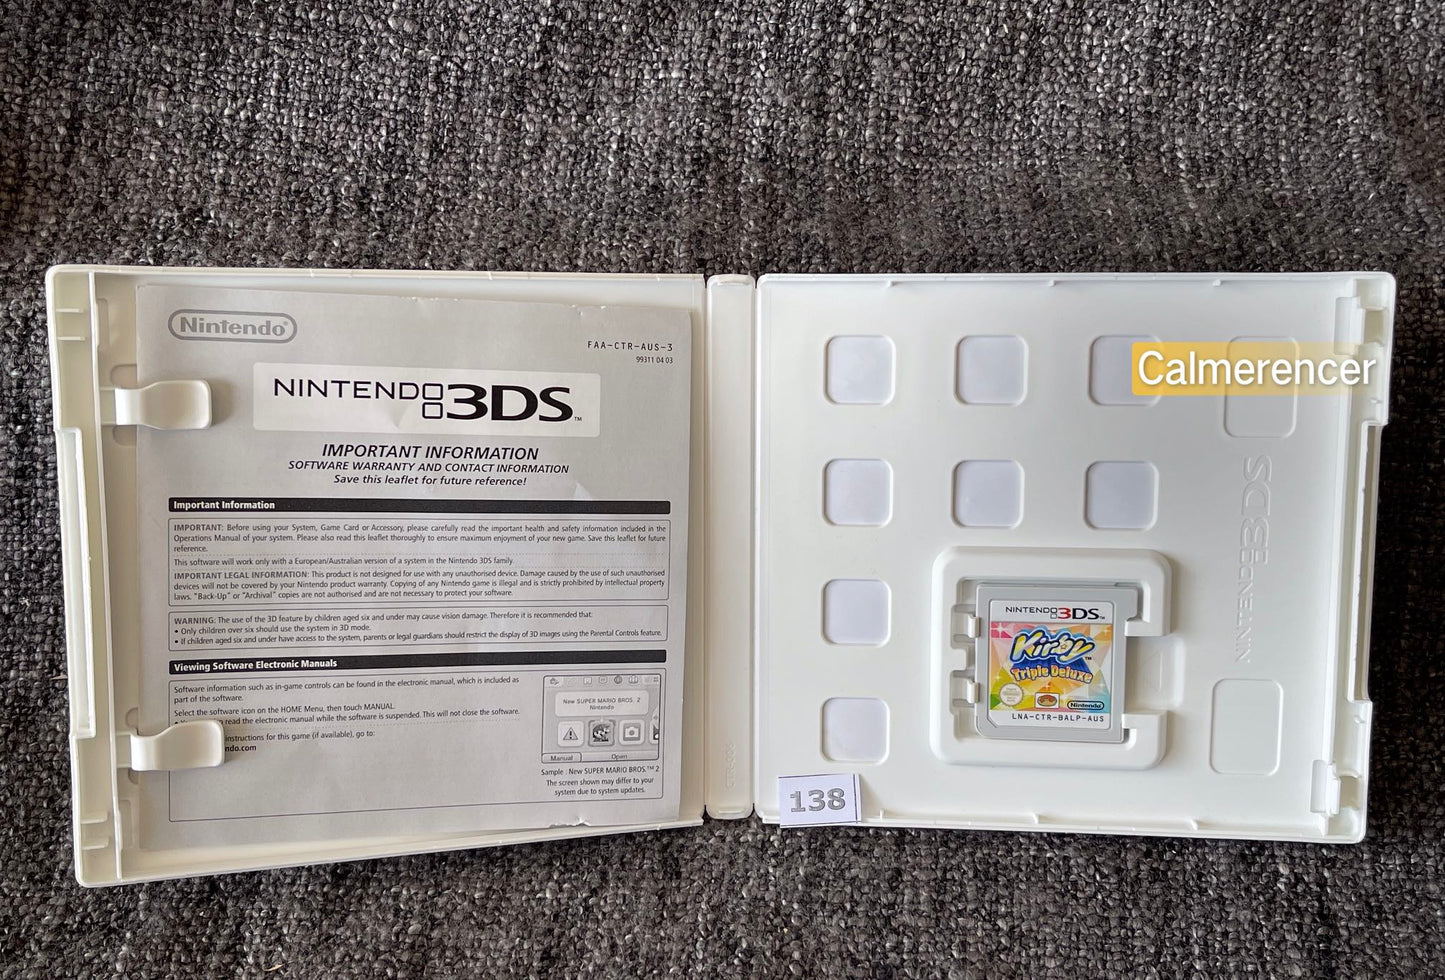 Nintendo®
FAA-CTR-AUS-3
99311 04 03
NINTENDO 3DS™
IMPORTANT INFORMATION
SOFTWARE WARRANTY AND CONTACT INFORMATION
Save this leaflet for future reference!
Important Information
IMPORTANT: Before using your System, Game Card or Accessory, please carefully read the important health and safety information included in the
Operations Manual of your system. Please also read this leaflet thoroughly to ensure maximum enjoyment of your new game. Save this leaflet for future
reference.
This software will work only with a European/Australian version of a system in the Nintendo 3DS family.
IMPORTANT LEGAL INFORMATION: This product is not designed for use with any unauthorised device. Damage caused by the use of such unauthorised
devices will not be covered by your Nintendo product warranty. Copying of any Nintendo game is illegal and is strictly prohibited by intellectual property
laws. "Back-Up" or "Archival" copies are not authorised and are not necessary to protect your software.
WARNING: The use of the 3D feature by children aged six and under may cause vision damage. Therefore it is recommended that:
• Only children over six should use the system in 3D mode.
• If children aged six and under have access to the system, parents or legal guardians should restrict the display of 3D images using the Parental Controls feature.
Viewing Software Electronic Manuals
Software information such as in-game controls can be found in the electronic manual, which is included as
part of the software.
Select the software icon on the HOME Menu, then touch MANUAL.
read the electronic manual while the software is suspended. This will not close the software.
instructions for this game (if available), go to:
ndo.com
New SUPER MARIO BROS. 2
Nintendo
Manual
Open
Sample : New SUPER MARIO BROS.™ 2
The screen shown may differ to your
system due to system updates.
Calmerencer
NINTENDO 3DS
NINTENDO 3DS™
Kirby™
Triple Deluxe
Nintendo
LNA-CTR-BALP-AUS
138